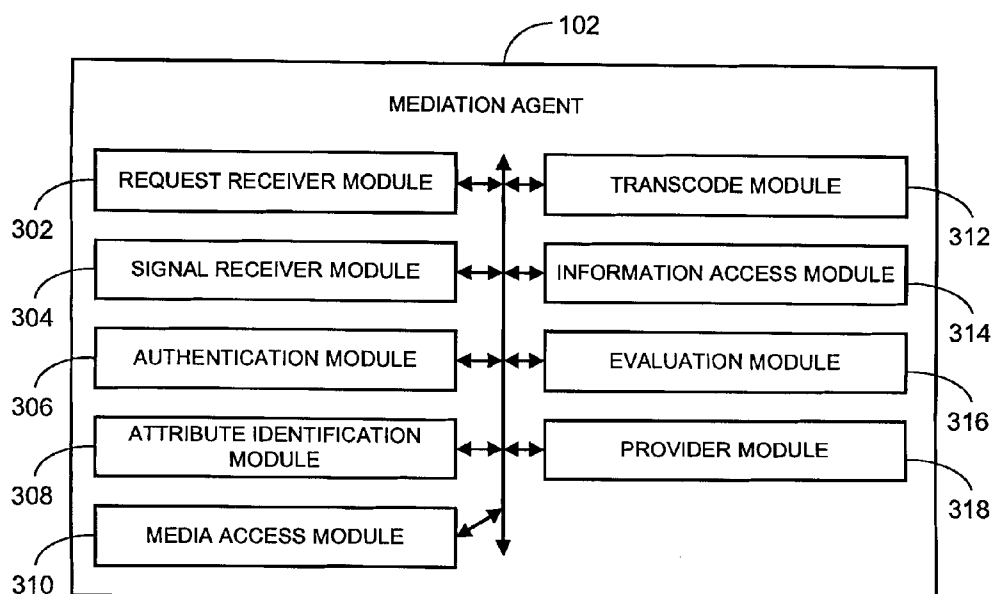 102
MEDIATION AGENT
REQUEST RECEIVER MODULE
TRANSCODE MODULE
302
312
SIGNAL RECEIVER MODULE
INFORMATION ACCESS MODULE
304
314
AUTHENTICATION MODULE
EVALUATION MODULE
306
316
ATTRIBUTE IDENTIFICATION
MODULE
PROVIDER MODULE
308
318
MEDIA ACCESS MODULE
310